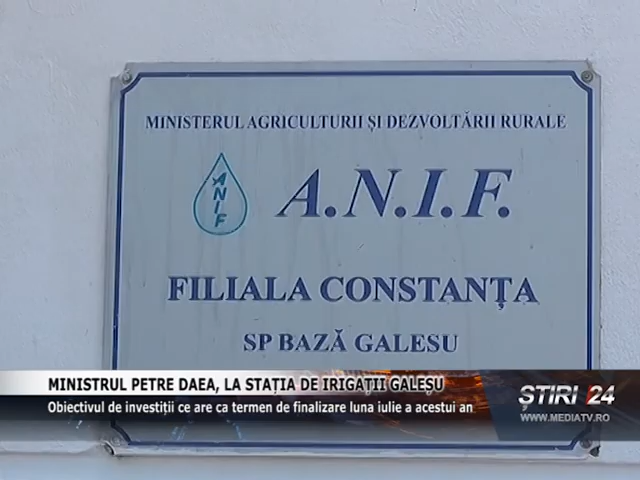 MINISTERUL AGRICULTURII ȘI DEZVOLTĂRII RURALE
ANIF
A.N.I.F.
FILIALA CONSTANȚA
SP BAZĂ GALESU
MINISTRUL PETRE DAEA, LA STAȚIA DE IRIGAȚII GALEȘU
Obiectivul de investiții ce are ca termen de finalizare luna iulie a acestui an
ȘTIRI 24
WWW.MEDIATV.RO